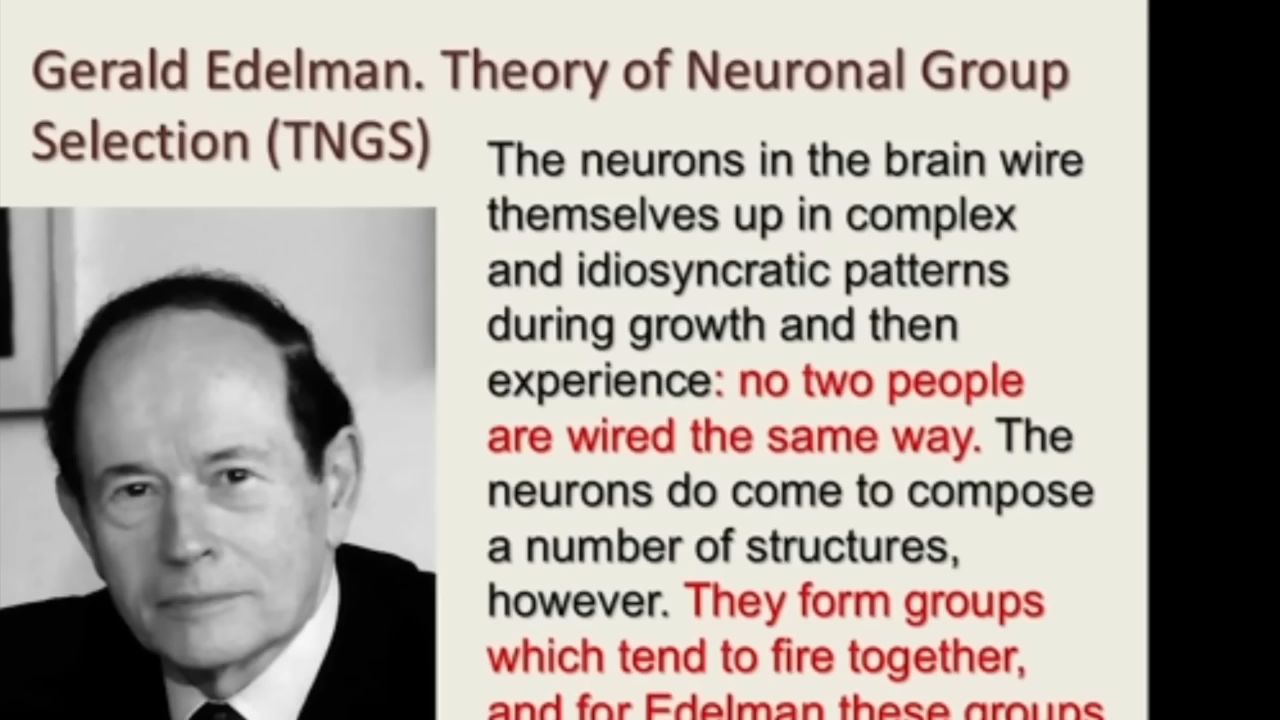 Gerald Edelman. Theory of Neuronal Group
Selection (TNGS)
The neurons in the brain wire
themselves up in complex
and idiosyncratic patterns
during growth and then
experience: no two people
are wired the same way. The
neurons do come to compose
a number of structures,
however. They form groups
which tend to fire together,
and for Edelman these groups